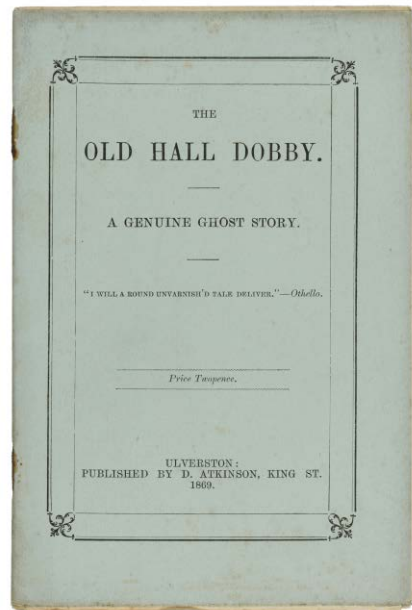 THE
OLD HALL DOBBY.
A GENUINE GHOST STORY.
"I WILL A ROUND UNVARNISH'D TALE DELIVER."—Othello.
Price Twopence.
ULVERSTON:
PUBLISHED BY D. ATKINSON, KING ST.
1869.